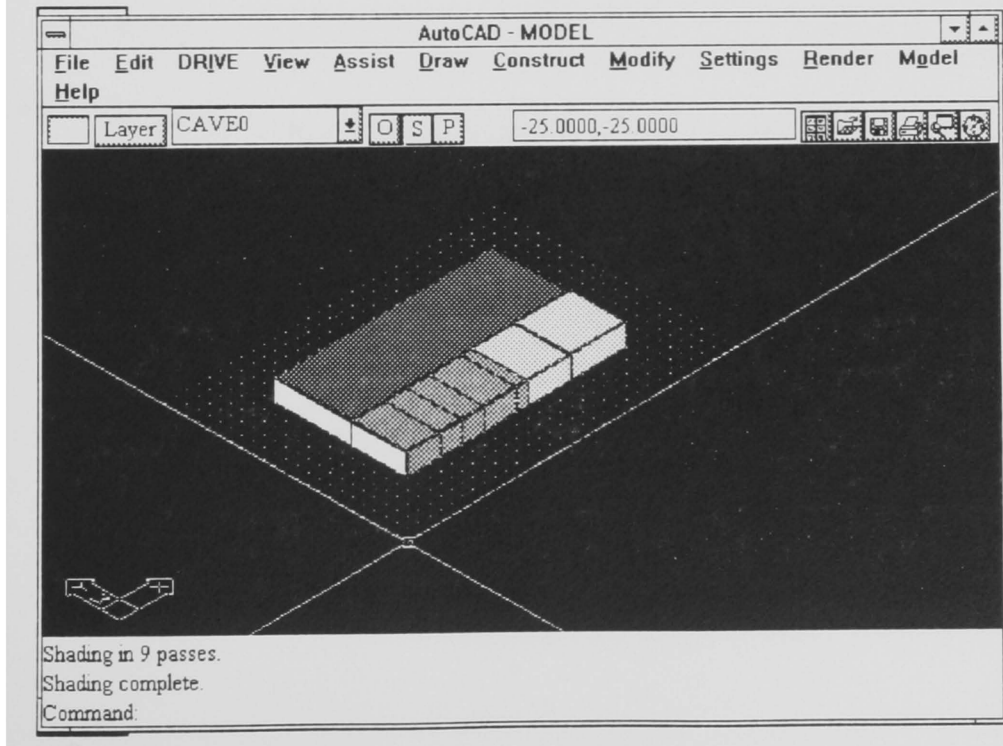 AutoCAD - MODEL
File Edit DRIVE View Assist Draw Construct Modify Settings Render Model
Help
Layer CAVE0 O S P -25.0000,-25.0000
Shading in 9 passes.
Shading complete.
Command: